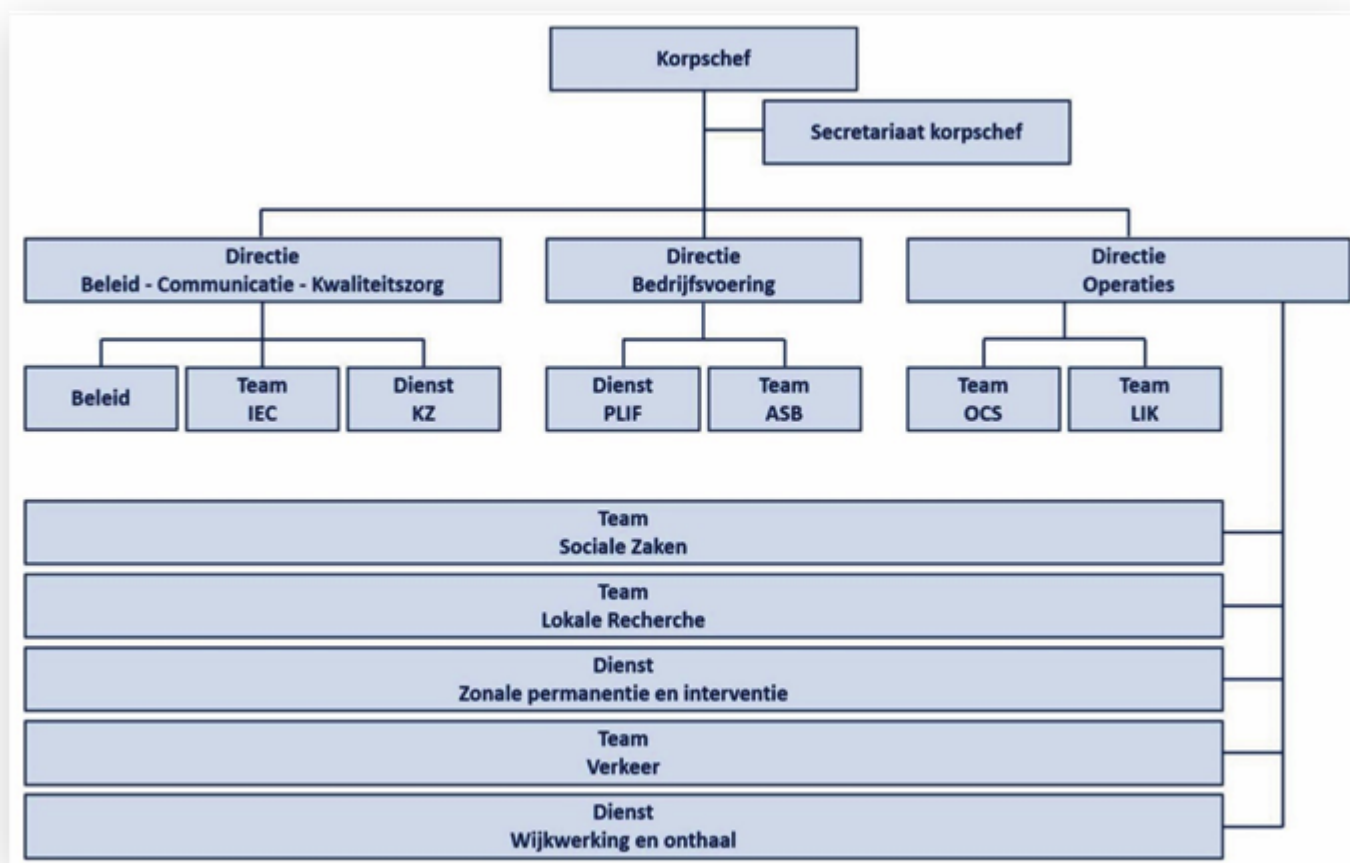 Korpschef
Secretariaat korpschef
Directie
Beleid - Communicatie - Kwaliteitszorg
Directie
Bedrijfsvoering
Directie
Operaties
Beleid
Team
IEC
Dienst
KZ
Dienst
PLIF
Team
ASB
Team
OCS
Team
LIK
Team
Sociale Zaken
Team
Lokale Recherche
Dienst
Zonale permanentie en interventie
Team
Verkeer
Dienst
Wijkwerking en onthaal